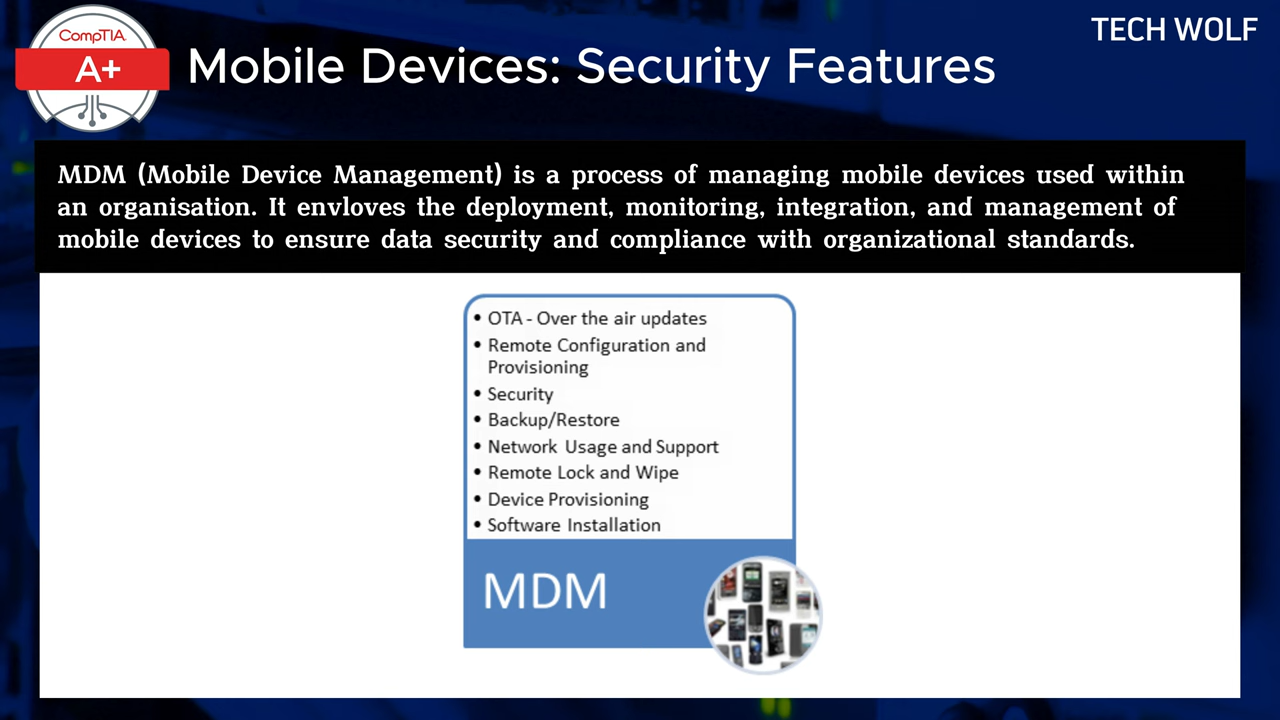 CompTIA.
A+
Mobile Devices: Security Features
TECH WOLF
MDM (Mobile Device Management) is a process of managing mobile devices used within
an organisation. It envloves the deployment, monitoring, integration, and management of
mobile devices to ensure data security and compliance with organizational standards.
• OTA - Over the air updates
• Remote Configuration and
Provisioning
• Security
• Backup/Restore
• Network Usage and Support
• Remote Lock and Wipe
• Device Provisioning
• Software Installation
MDM